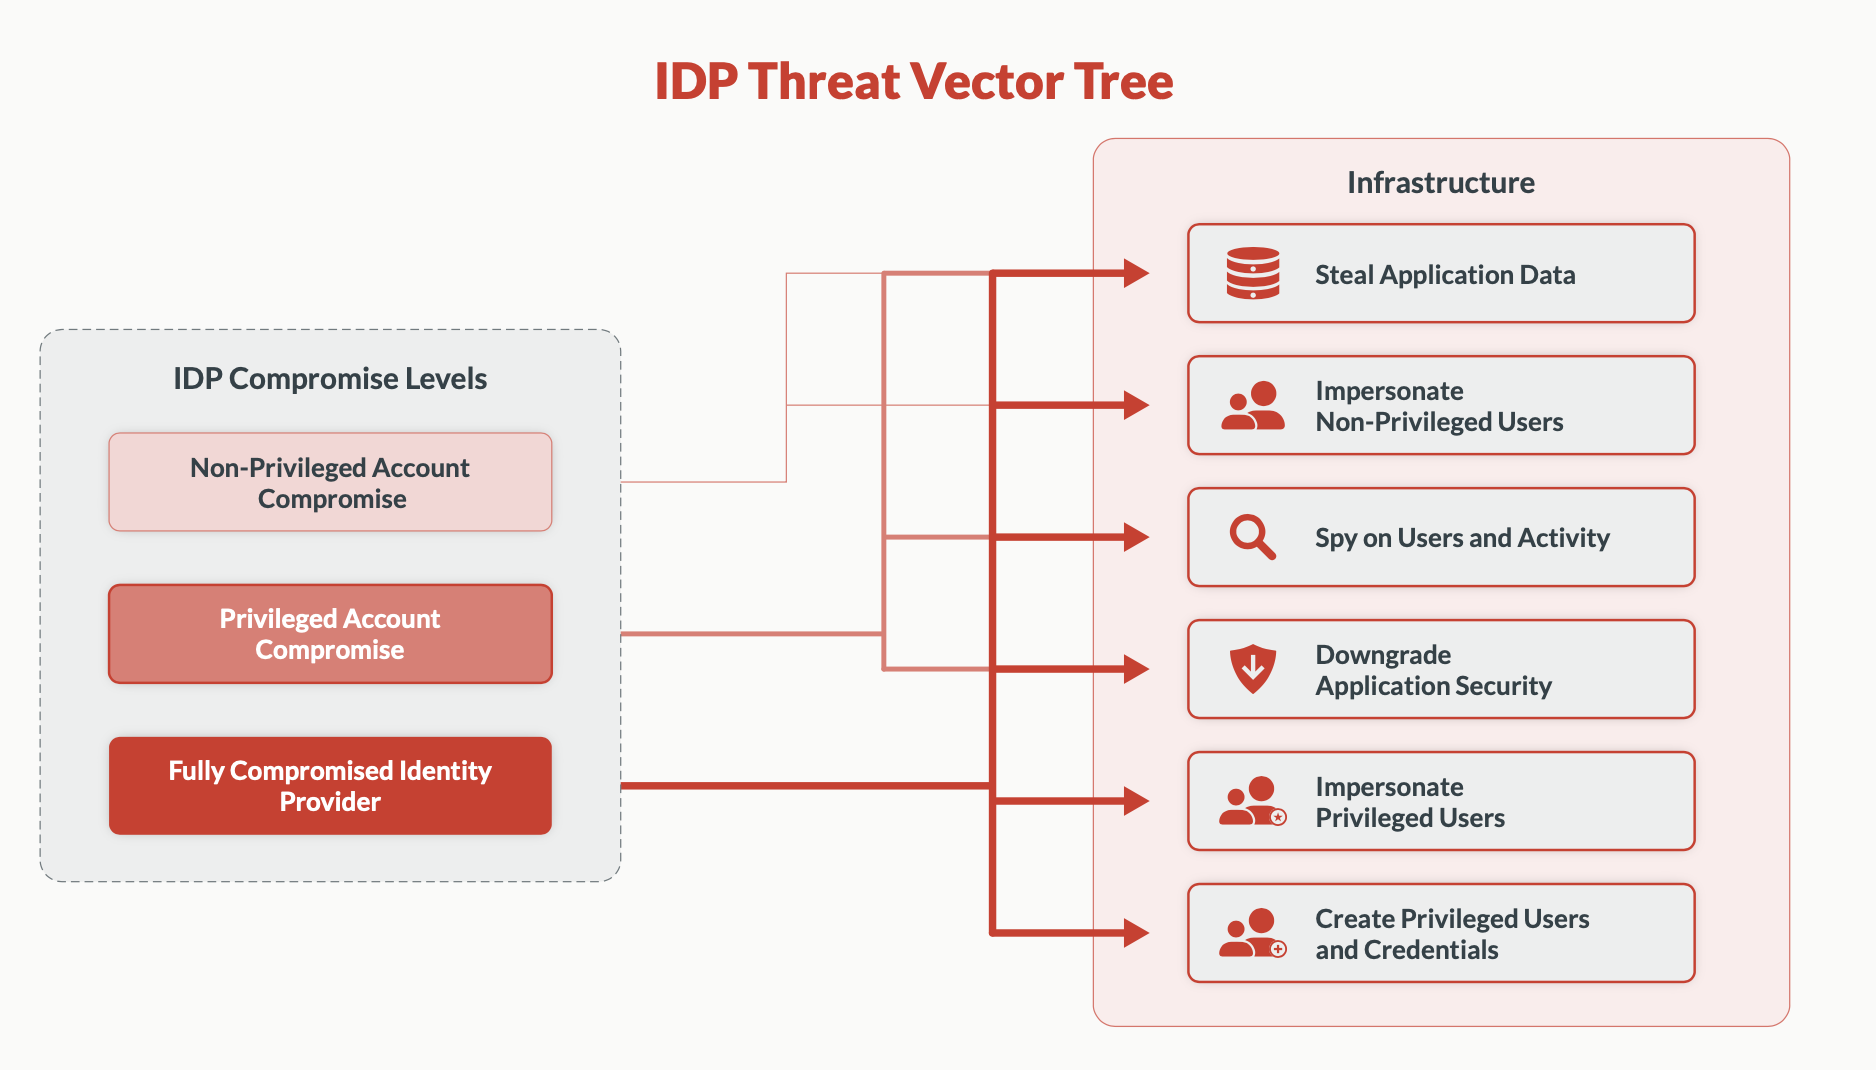 IDP Threat Vector Tree
IDP Compromise Levels
Non-Privileged Account
Compromise
Privileged Account
Compromise
Fully Compromised Identity
Provider
Infrastructure
Steal Application Data
Impersonate
Non-Privileged Users
Spy on Users and Activity
Downgrade
Application Security
Impersonate
Privileged Users
Create Privileged Users
and Credentials